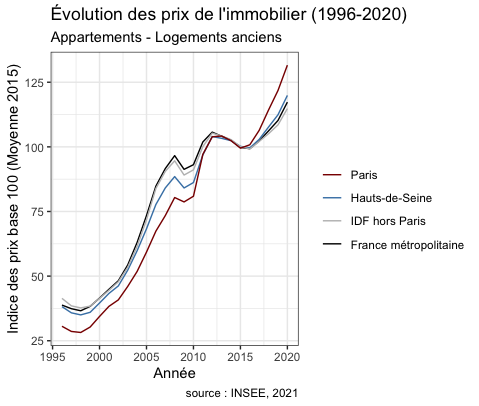 Évolution des prix de l'immobilier (1996-2020)
Appartements - Logements anciens
Indice des prix base 100 (Moyenne 2015)
125
100
75
50
25
1995 2000 2005 2010 2015 2020
Année
Paris
Hauts-de-Seine
IDF hors Paris
France métropolitaine
source : INSEE, 2021